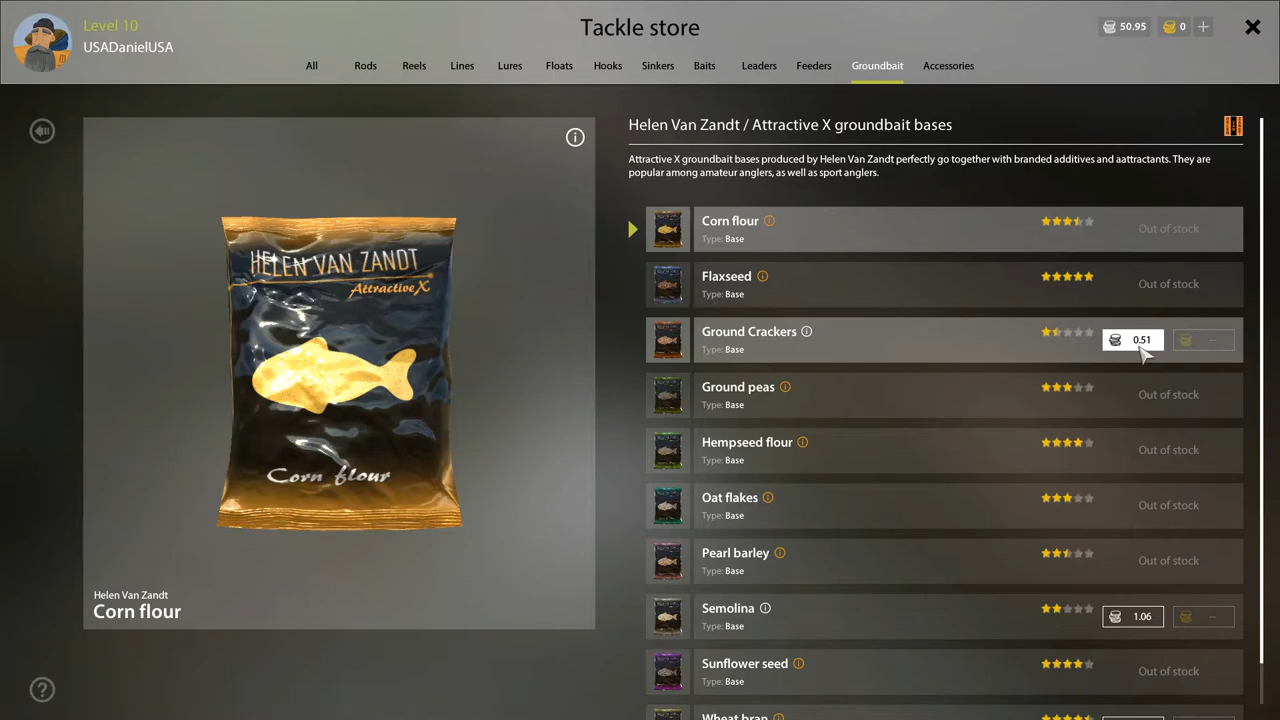 Level 10
USADanielUSA
Tackle store
50.95
0
All Rods Reels Lines Lures Floats Hooks Sinkers Baits Leaders Feeders Groundbait Accessories
HELEN VAN ZANDT
Attractive X
Corn flour
Helen Van Zandt
Corn flour
Helen Van Zandt / Attractive X groundbait bases
Attractive X groundbait bases produced by Helen Van Zandt perfectly go together with branded additives and aattractants. They are
popular among amateur anglers, as well as sport anglers.
Corn flour
Type: Base
Out of stock
Flaxseed
Type: Base
Out of stock
Ground Crackers
Type: Base
0.51 --
Ground peas
Type: Base
Out of stock
Hempseed flour
Type: Base
Out of stock
Oat flakes
Type: Base
Out of stock
Pearl barley
Type: Base
Out of stock
Semolina
Type: Base
1.06 --
Sunflower seed
Type: Base
Out of stock
Wheat bran